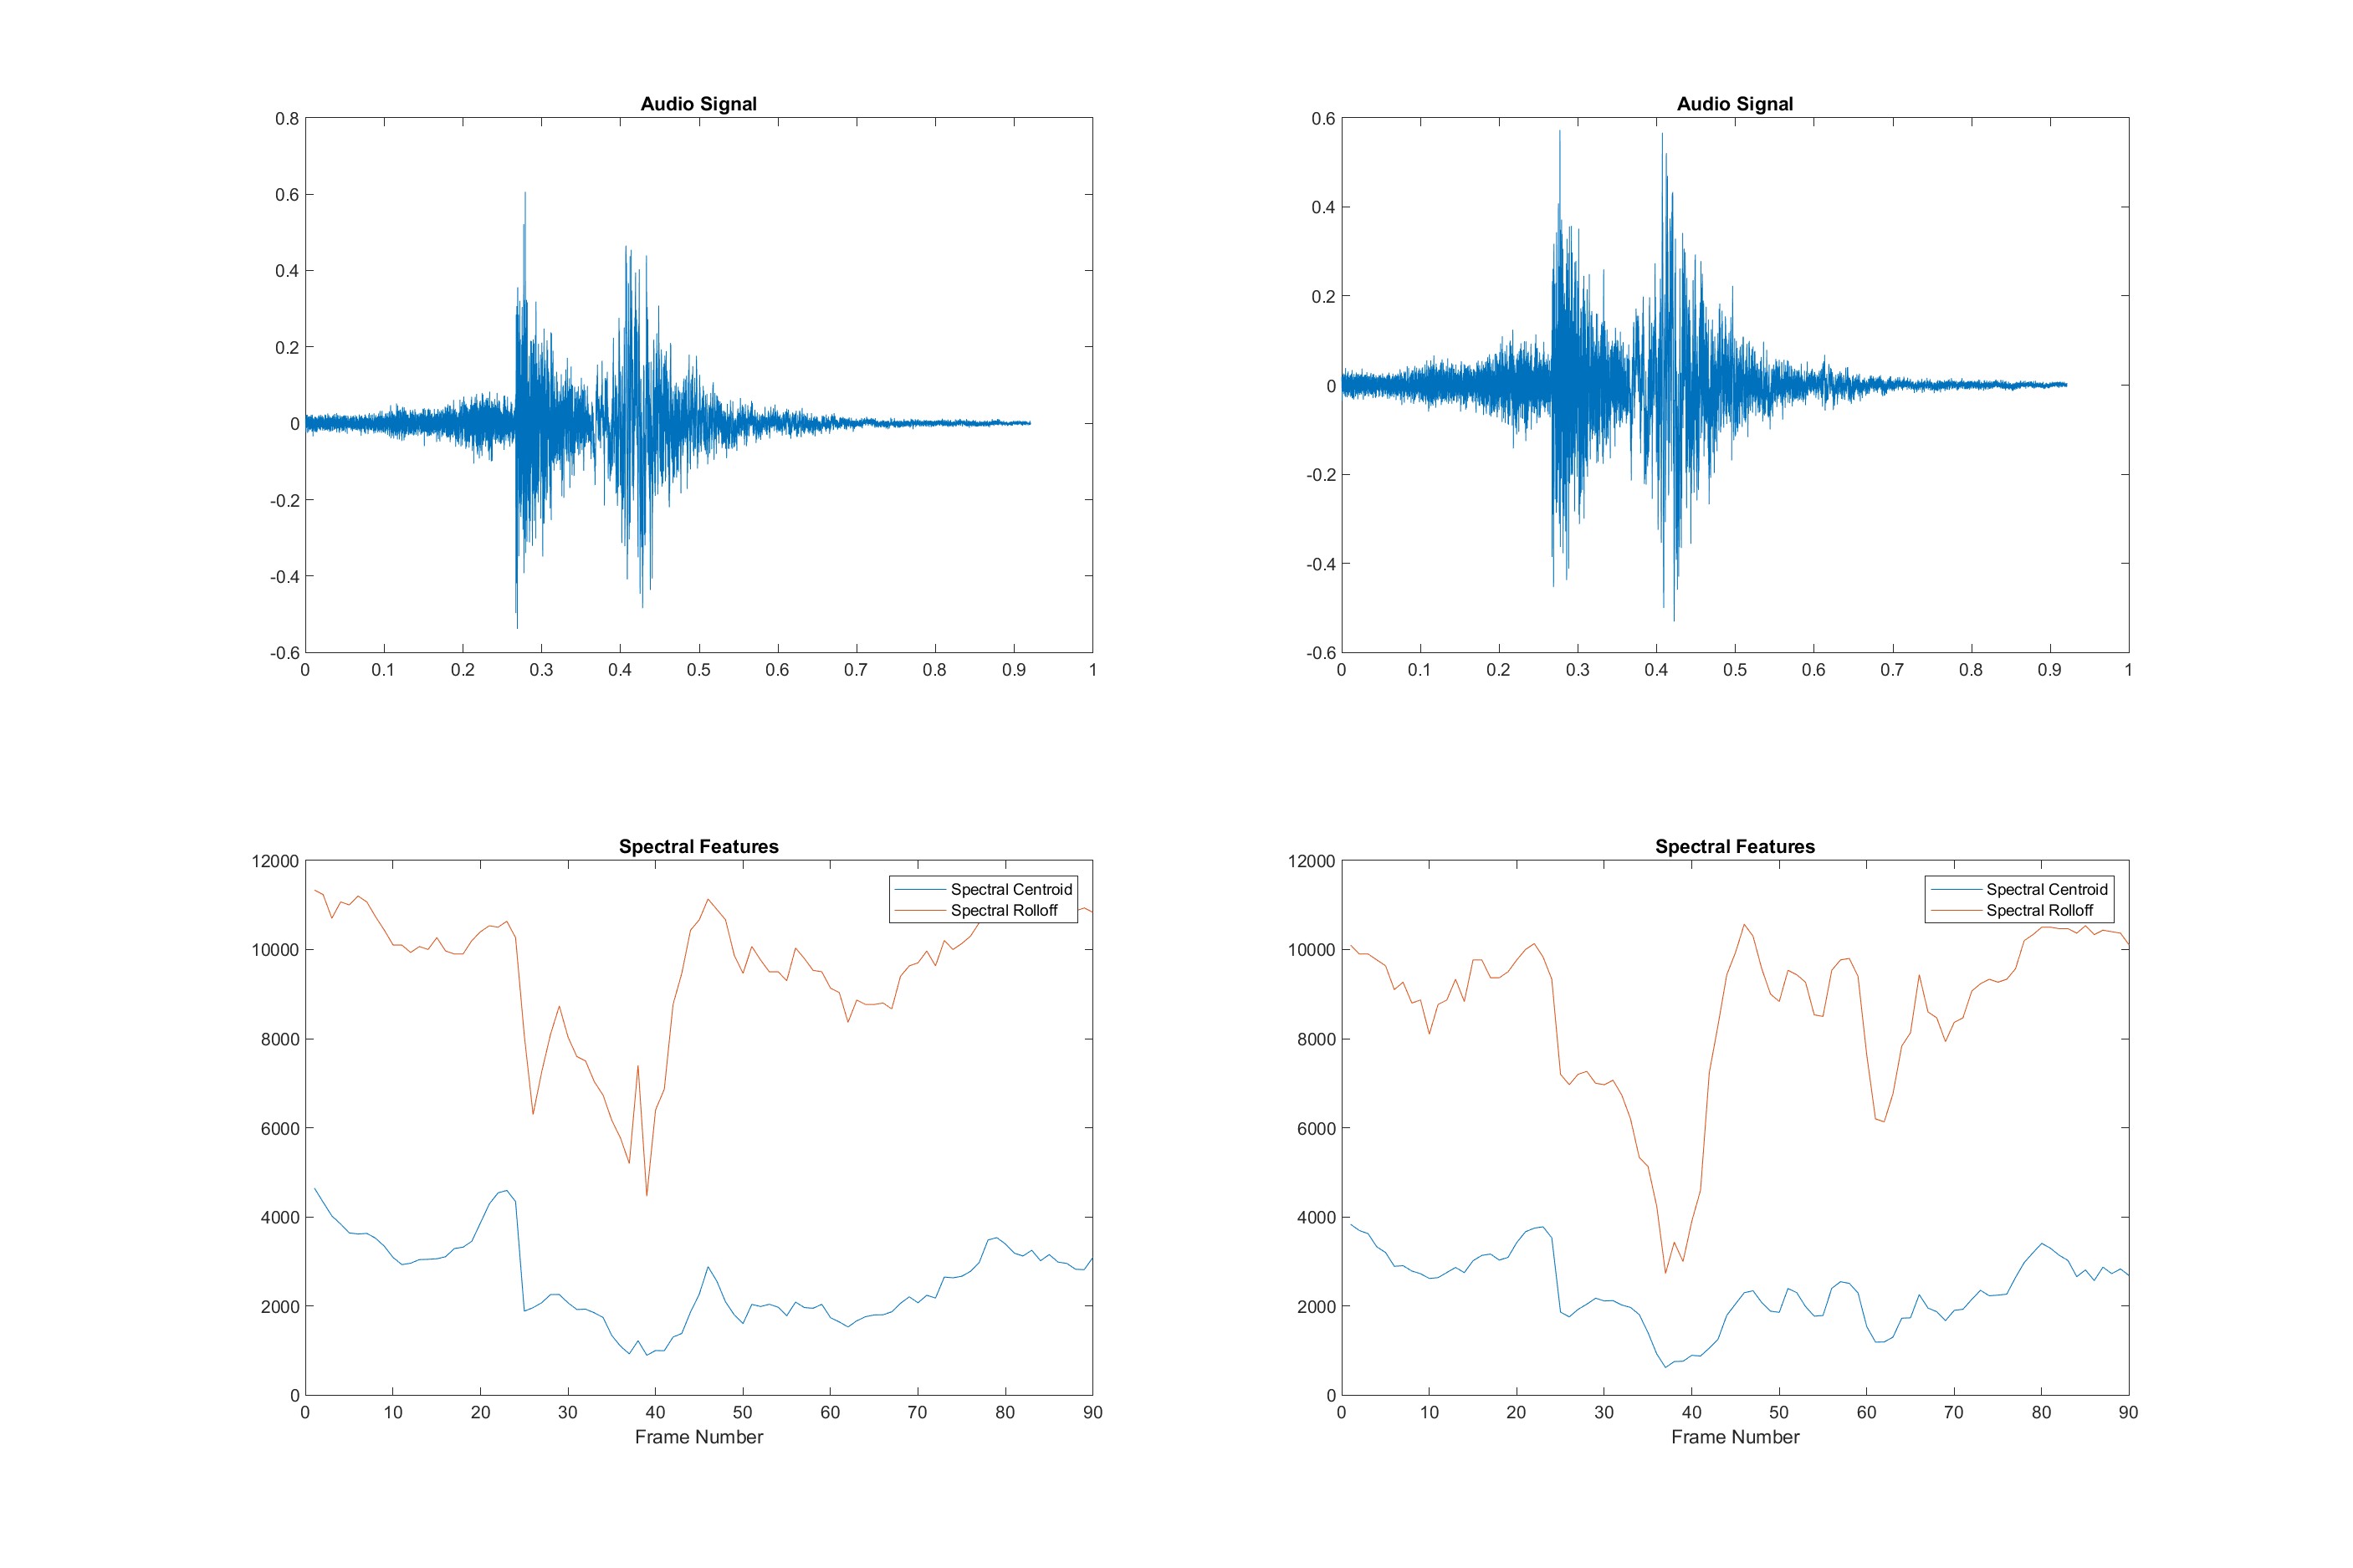 Audio Signal
0.8
0.6
0.4
0.2
0
-0.2
-0.4
-0.6
0 0.1 0.2 0.3 0.4 0.5 0.6 0.7 0.8 0.9 1
Audio Signal
0.6
0.4
0.2
0
-0.2
-0.4
-0.6
0 0.1 0.2 0.3 0.4 0.5 0.6 0.7 0.8 0.9 1
Spectral Features
12000
10000
8000
6000
4000
2000
0
Spectral Centroid
Spectral Rolloff
0 10 20 30 40 50 60 70 80 90
Frame Number
Spectral Features
12000
10000
8000
6000
4000
2000
0
Spectral Centroid
Spectral Rolloff
0 10 20 30 40 50 60 70 80 90
Frame Number